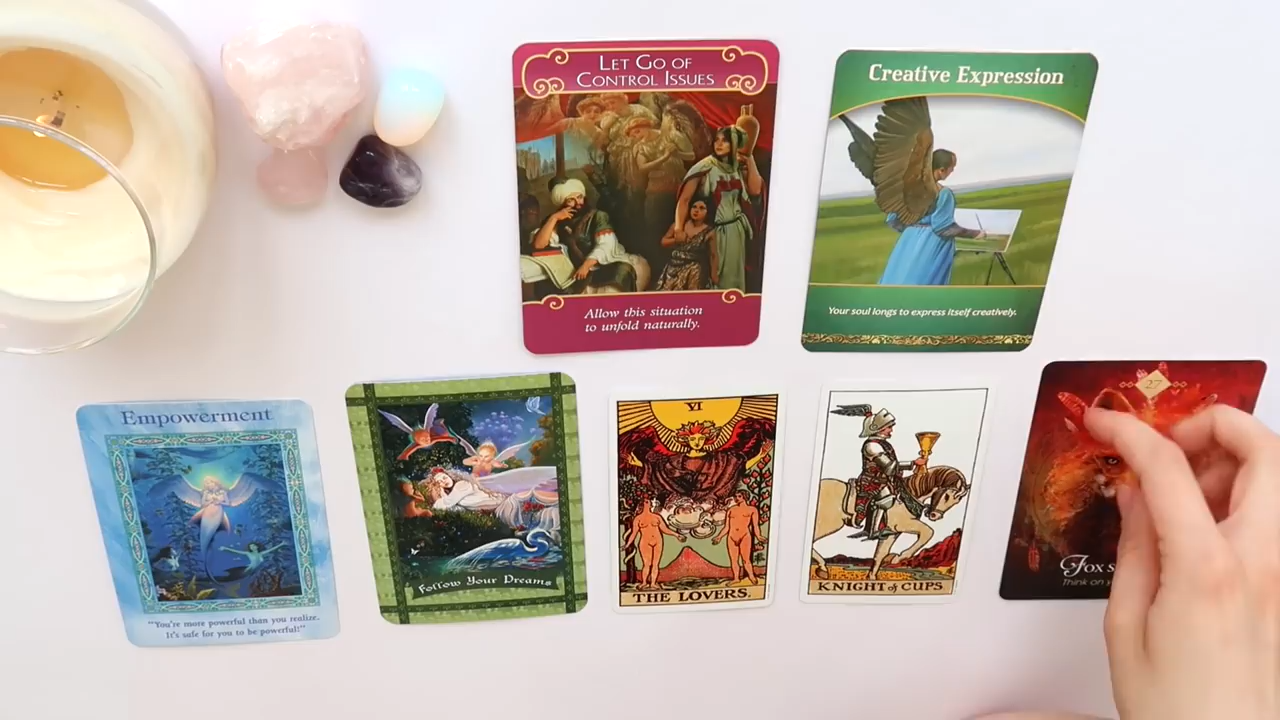 LET GO OF
CONTROL ISSUES
Allow this situation
to unfold naturally.
Creative Expression
Your soul longs to express itself creatively.
Empowerment
"You're more powerful than you realize.
It's safe for you to be powerful!"
Follow Your Dreams
VI
THE LOVERS.
KNIGHT of CUPS.
27
Fox
Think on